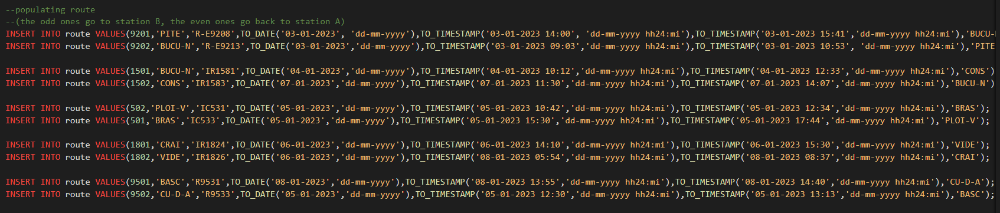 --populating route
--(the odd ones go to station B, the even ones go back to station A)
INSERT INTO route VALUES(9201,'PITE','R-E9208',TO_DATE('03-01-2023', 'dd-mm-yyyy'),TO_TIMESTAMP('03-01-2023 14:00', 'dd-mm-yyyy hh24:mi'),TO_TIMESTAMP('03-01-2023 15:41','dd-mm-yyyy hh24:mi'),'BUCU-
INSERT INTO route VALUES(9202,'BUCU-N','R-E9213',TO_DATE('03-01-2023','dd-mm-yyyy'),TO_TIMESTAMP('03-01-2023 09:03','dd-mm-yyyy hh24:mi'),TO_TIMESTAMP('03-01-2023 10:53', 'dd-mm-yyyy hh24:mi'),'PITE
INSERT INTO route VALUES(1501,'BUCU-N','IR1581',TO_DATE('04-01-2023','dd-mm-yyyy'),TO_TIMESTAMP('04-01-2023 10:12','dd-mm-yyyy hh24:mi'),TO_TIMESTAMP('04-01-2023 12:33','dd-mm-yyyy hh24:mi'),'CONS')
INSERT INTO route VALUES(1502,'CONS','IR1583',TO_DATE('07-01-2023','dd-mm-yyyy'),TO_TIMESTAMP('07-01-2023 11:30','dd-mm-yyyy hh24:mi'),TO_TIMESTAMP('07-01-2023 14:07','dd-mm-yyyy hh24:mi'),'BUCU-N')
INSERT INTO route VALUES(502,'PLOI-V','IC531',TO_DATE('05-01-2023','dd-mm-yyyy'),TO_TIMESTAMP('05-01-2023 10:42','dd-mm-yyyy hh24:mi'),TO_TIMESTAMP('05-01-2023 12:34','dd-mm-yyyy hh24:mi'),'BRAS');
INSERT INTO route VALUES(501,'BRAS','IC533',TO_DATE('05-01-2023','dd-mm-yyyy'),TO_TIMESTAMP('05-01-2023 15:30','dd-mm-yyyy hh24:mi'),TO_TIMESTAMP('05-01-2023 17:44','dd-mm-yyyy hh24:mi'),'PLOI-V');
INSERT INTO route VALUES(1801,'CRAI','IR1824',TO_DATE('06-01-2023','dd-mm-yyyy'),TO_TIMESTAMP('06-01-2023 14:10','dd-mm-yyyy hh24:mi'),TO_TIMESTAMP('06-01-2023 15:30','dd-mm-yyyy hh24:mi'),'VIDE');
INSERT INTO route VALUES(1802,'VIDE','IR1826',TO_DATE('06-01-2023','dd-mm-yyyy'),TO_TIMESTAMP('08-01-2023 05:54','dd-mm-yyyy hh24:mi'),TO_TIMESTAMP('08-01-2023 08:37','dd-mm-yyyy hh24:mi'),'CRAI');
INSERT INTO route VALUES(9501,'BASC','R9531',TO_DATE('08-01-2023','dd-mm-yyyy'),TO_TIMESTAMP('08-01-2023 13:55','dd-mm-yyyy hh24:mi'),TO_TIMESTAMP('08-01-2023 14:40','dd-mm-yyyy hh24:mi'),'CU-D-A');
INSERT INTO route VALUES(9502,'CU-D-A','R9533',TO_DATE('05-01-2023','dd-mm-yyyy'),TO_TIMESTAMP('05-01-2023 12:30','dd-mm-yyyy hh24:mi'),TO_TIMESTAMP('05-01-2023 13:13','dd-mm-yyyy hh24:mi'),'BASC');